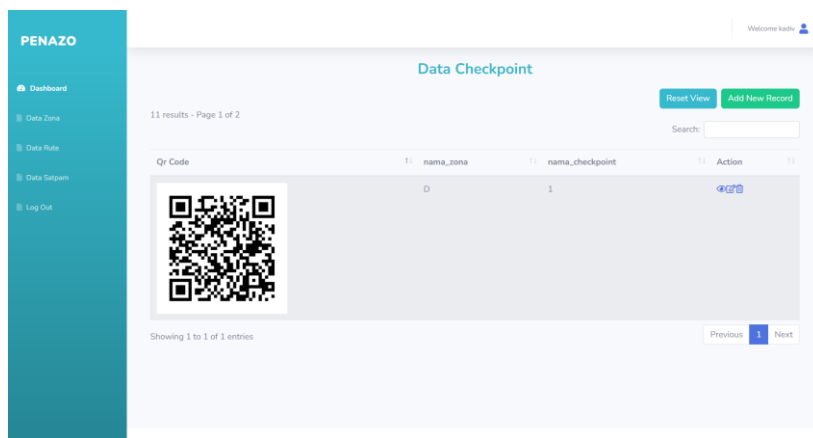 PENAZO
Welcome kadiv
Dashboard
Data Zona
Data Rute
Data Satpam
Log Out
Data Checkpoint
Reset View
Add New Record
11 results - Page 1 of 2
Search:
Qr Code nama_zona nama_checkpoint Action
D 1
Showing 1 to 1 of 1 entries
Previous 1 Next